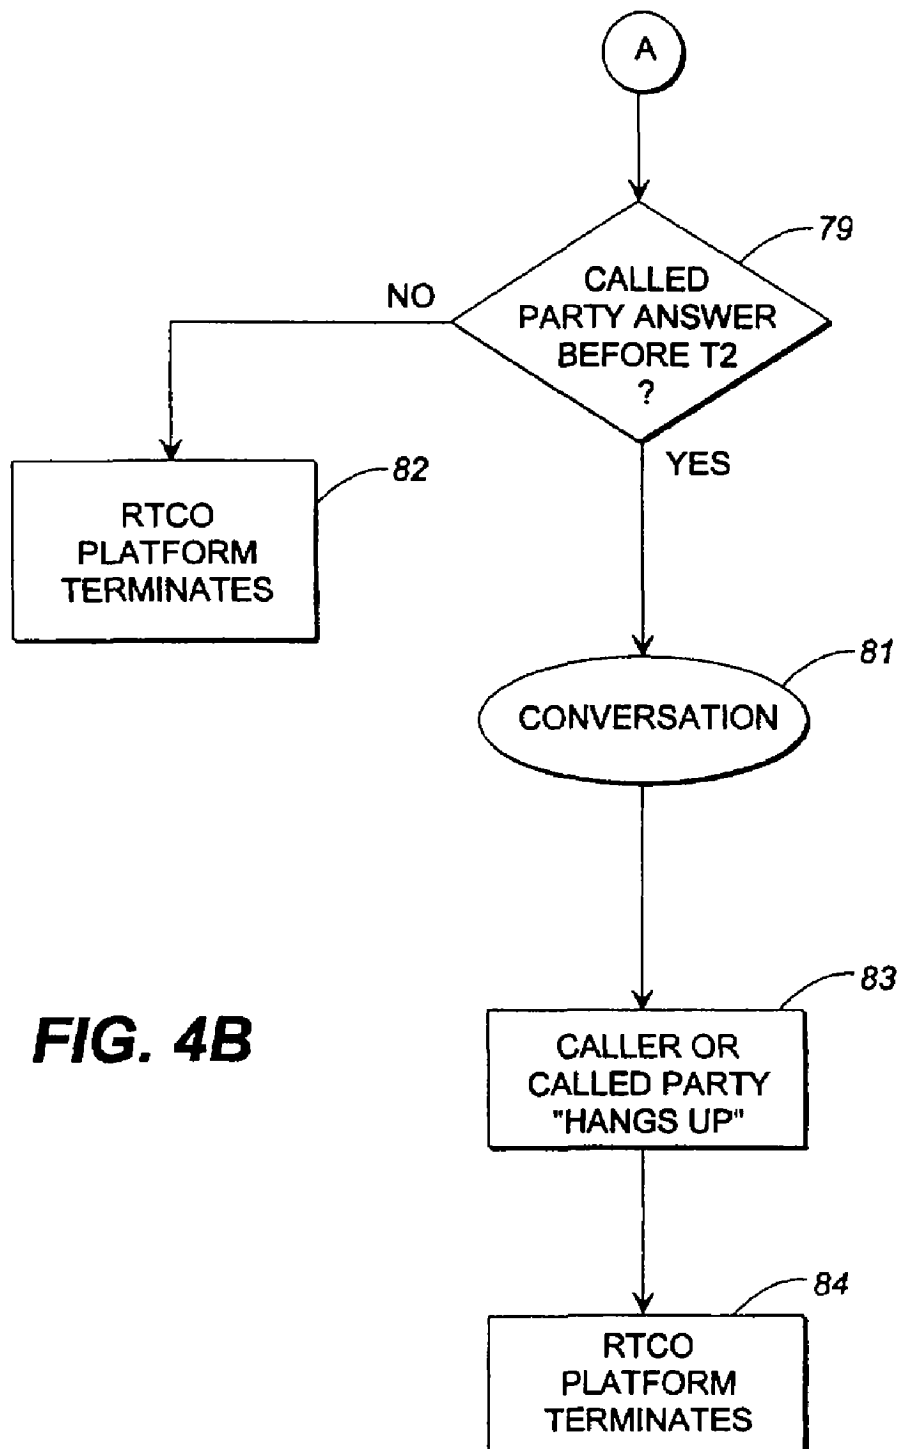 A
79
CALLED
PARTY ANSWER
BEFORE T2
?
NO
YES
82
RTCO
PLATFORM
TERMINATES
81
CONVERSATION
83
CALLER OR
CALLED PARTY
"HANGS UP"
FIG. 4B
84
RTCO
PLATFORM
TERMINATES